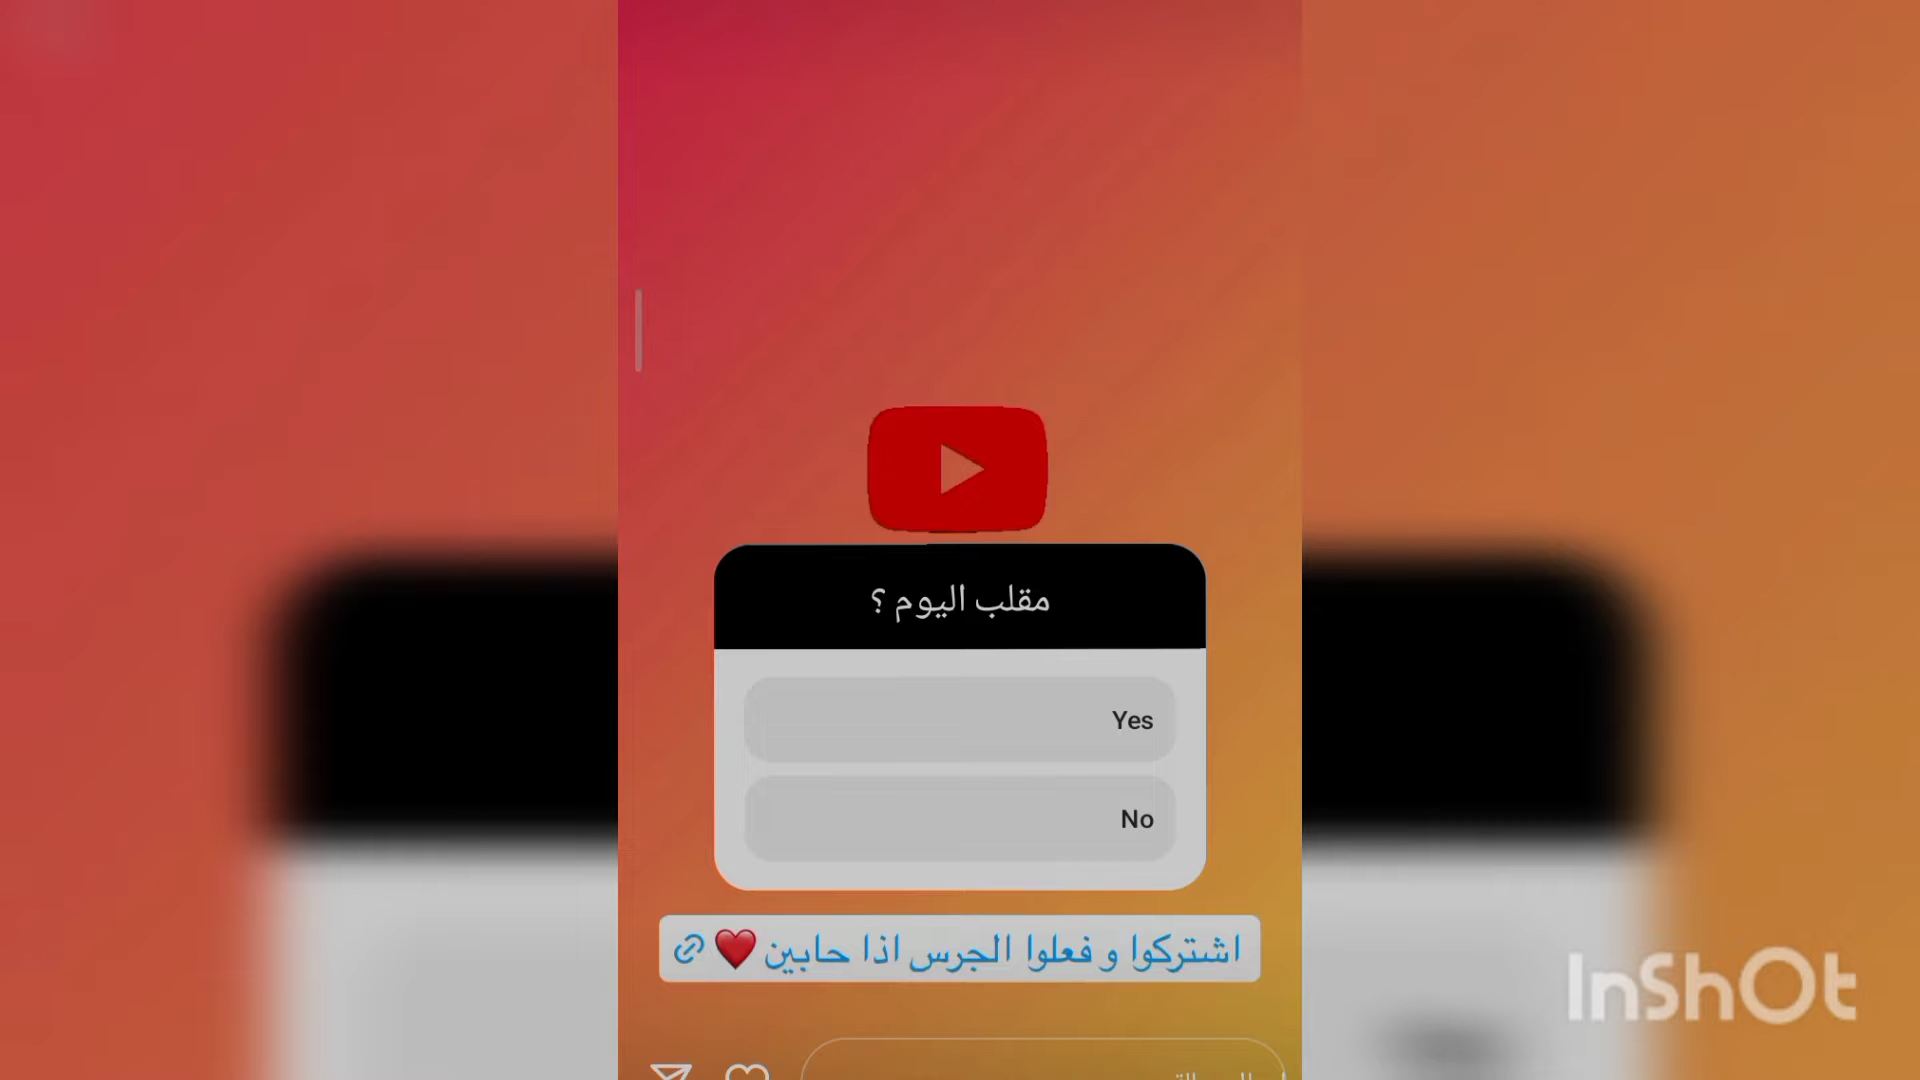 مقلب اليوم ؟
Yes
No
اشتركوا و فعلوا الجرس اذا حابين ❤️
InShOt